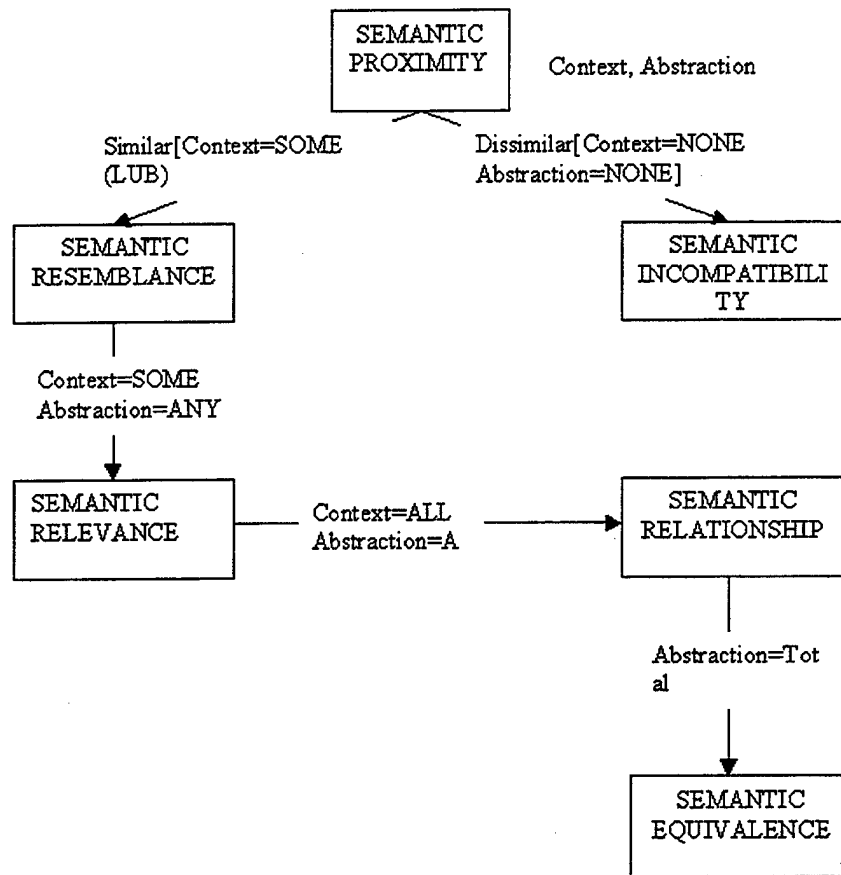 SEMANTIC
PROXIMITY
Context, Abstraction
Similar[Context=SOME
(LUB)
Dissimilar[Context=NONE
Abstraction=NONE]
SEMANTIC
RESEMBLANCE
SEMANTIC
INCOMPATIBILI
TY
Context=SOME
Abstraction=ANY
SEMANTIC
RELEVANCE
Context=ALL
Abstraction=A
SEMANTIC
RELATIONSHIP
Abstraction=Tot
al
SEMANTIC
EQUIVALENCE